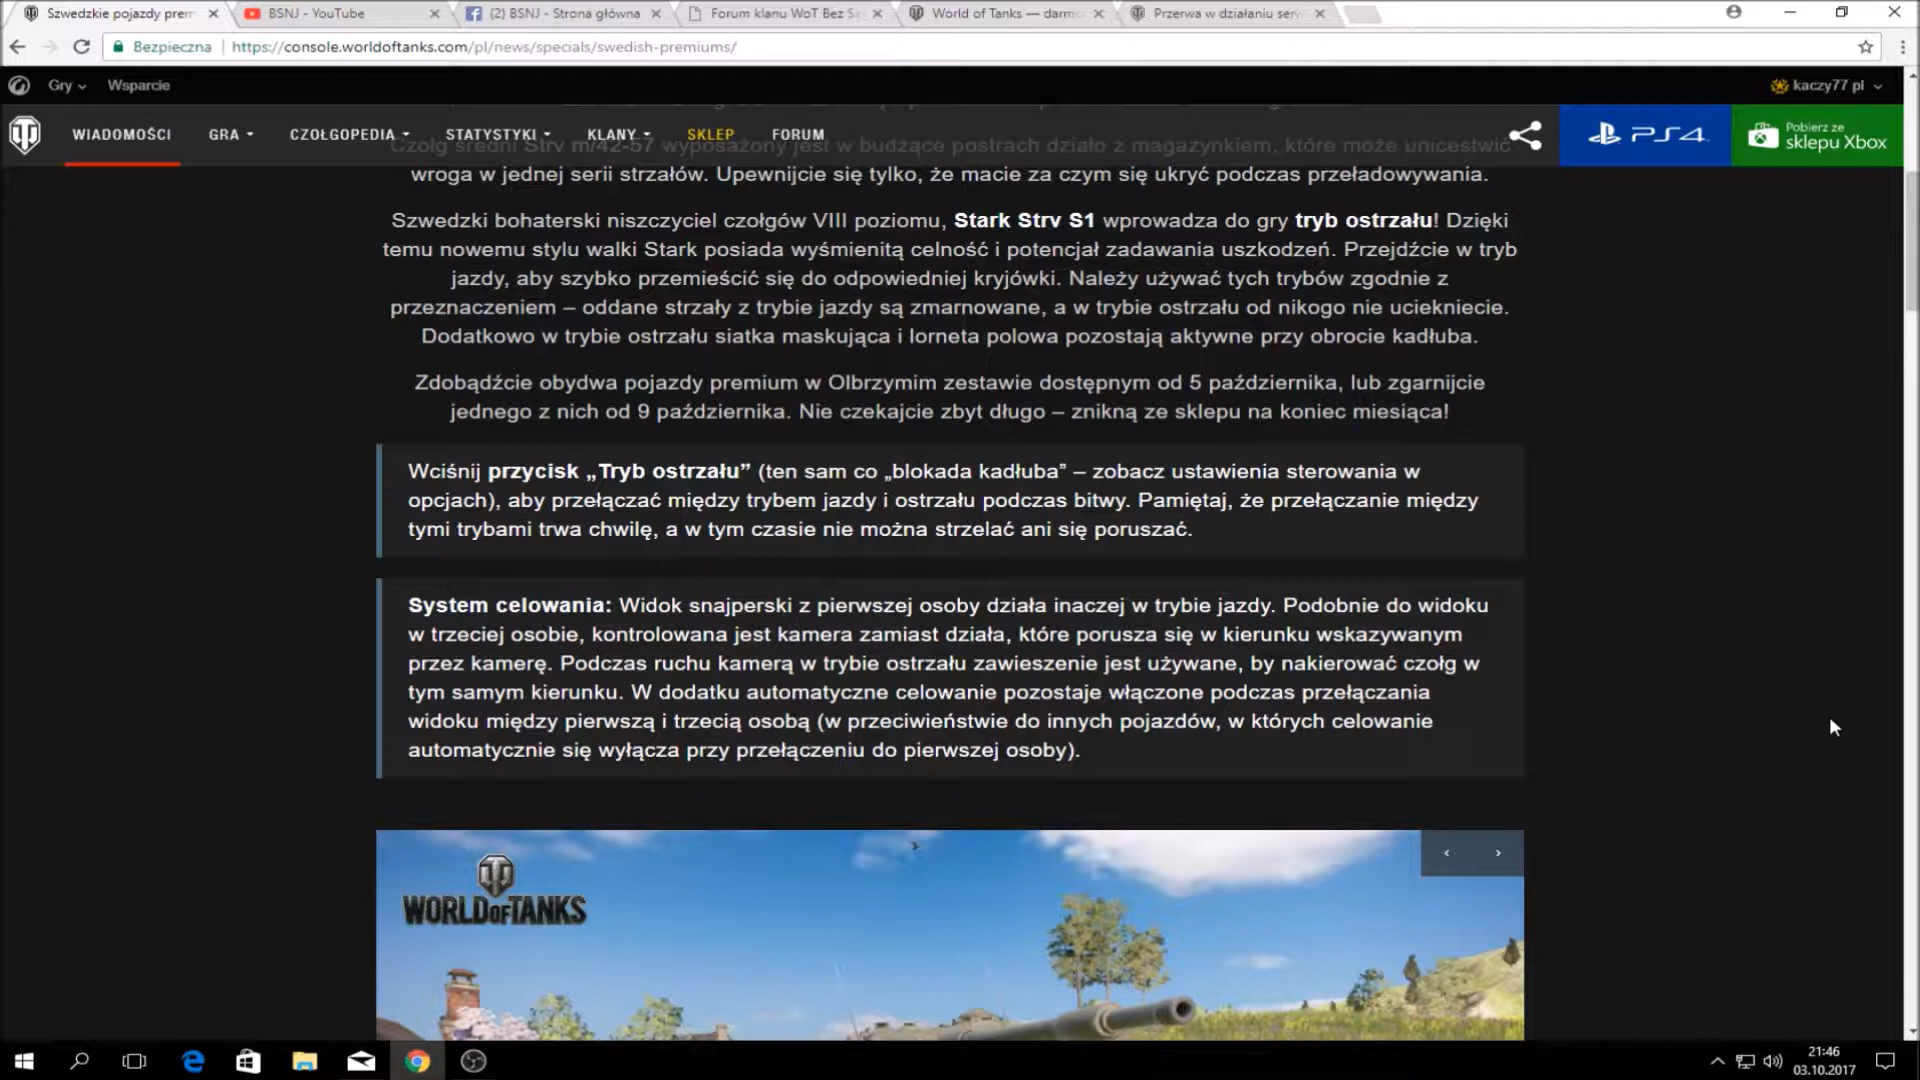 Szwedzkie pojazdy prem
BSNJ - YouTube
(2) BSNJ - Strona główna
Forum klanu WoT Bez S
World of Tanks — darm
Przerwa w działaniu serw
Bezpieczna
https://console.worldoftanks.com/pl/news/specials/swedish-premiums/
Gry
Wsparcie
kaczy77 pl
WIADOMOŚCI
GRA
CZOŁGOPEDIA
STATYSTYKI
KLANY
SKLEP
FORUM
PS4
Pobierz ze
sklepu Xbox
Czołg średni Strv m/42-57 wyposażony jest w budzące postrach działo z magazynkiem, które może unicestwić
wroga w jednej serii strzałów. Upewnijcie się tylko, że macie za czym się ukryć podczas przeładowywania.
Szwedzki bohaterski niszczyciel czołgów VIII poziomu, Stark Strv S1 wprowadza do gry tryb ostrzału! Dzięki
temu nowemu stylu walki Stark posiada wyśmienitą celność i potencjał zadawania uszkodzeń. Przejdźcie w tryb
jazdy, aby szybko przemieścić się do odpowiedniej kryjówki. Należy używać tych trybów zgodnie z
przeznaczeniem – oddane strzały z trybie jazdy są zmarnowane, a w trybie ostrzału od nikogo nie uciekniecie.
Dodatkowo w trybie ostrzału siatka maskująca i lorneta polowa pozostają aktywne przy obrocie kadłuba.
Zdobądźcie obydwa pojazdy premium w Olbrzymim zestawie dostępnym od 5 października, lub zgarnijcie
jednego z nich od 9 października. Nie czekajcie zbyt długo – znikną ze sklepu na koniec miesiąca!
Wciśnij przycisk „Tryb ostrzału” (ten sam co „blokada kadłuba” – zobacz ustawienia sterowania w
opcjach), aby przełączać między trybem jazdy i ostrzału podczas bitwy. Pamiętaj, że przełączanie między
tymi trybami trwa chwilę, a w tym czasie nie można strzelać ani się poruszać.
System celowania: Widok snajperski z pierwszej osoby działa inaczej w trybie jazdy. Podobnie do widoku
w trzeciej osobie, kontrolowana jest kamera zamiast działa, które porusza się w kierunku wskazywanym
przez kamerę. Podczas ruchu kamerą w trybie ostrzału zawieszenie jest używane, by nakierować czołg w
tym samym kierunku. W dodatku automatyczne celowanie pozostaje włączone podczas przełączania
widoku między pierwszą i trzecią osobą (w przeciwieństwie do innych pojazdów, w których celowanie
automatycznie się wyłącza przy przełączeniu do pierwszej osoby).
WORLD OF TANKS
21:46
03.10.2017